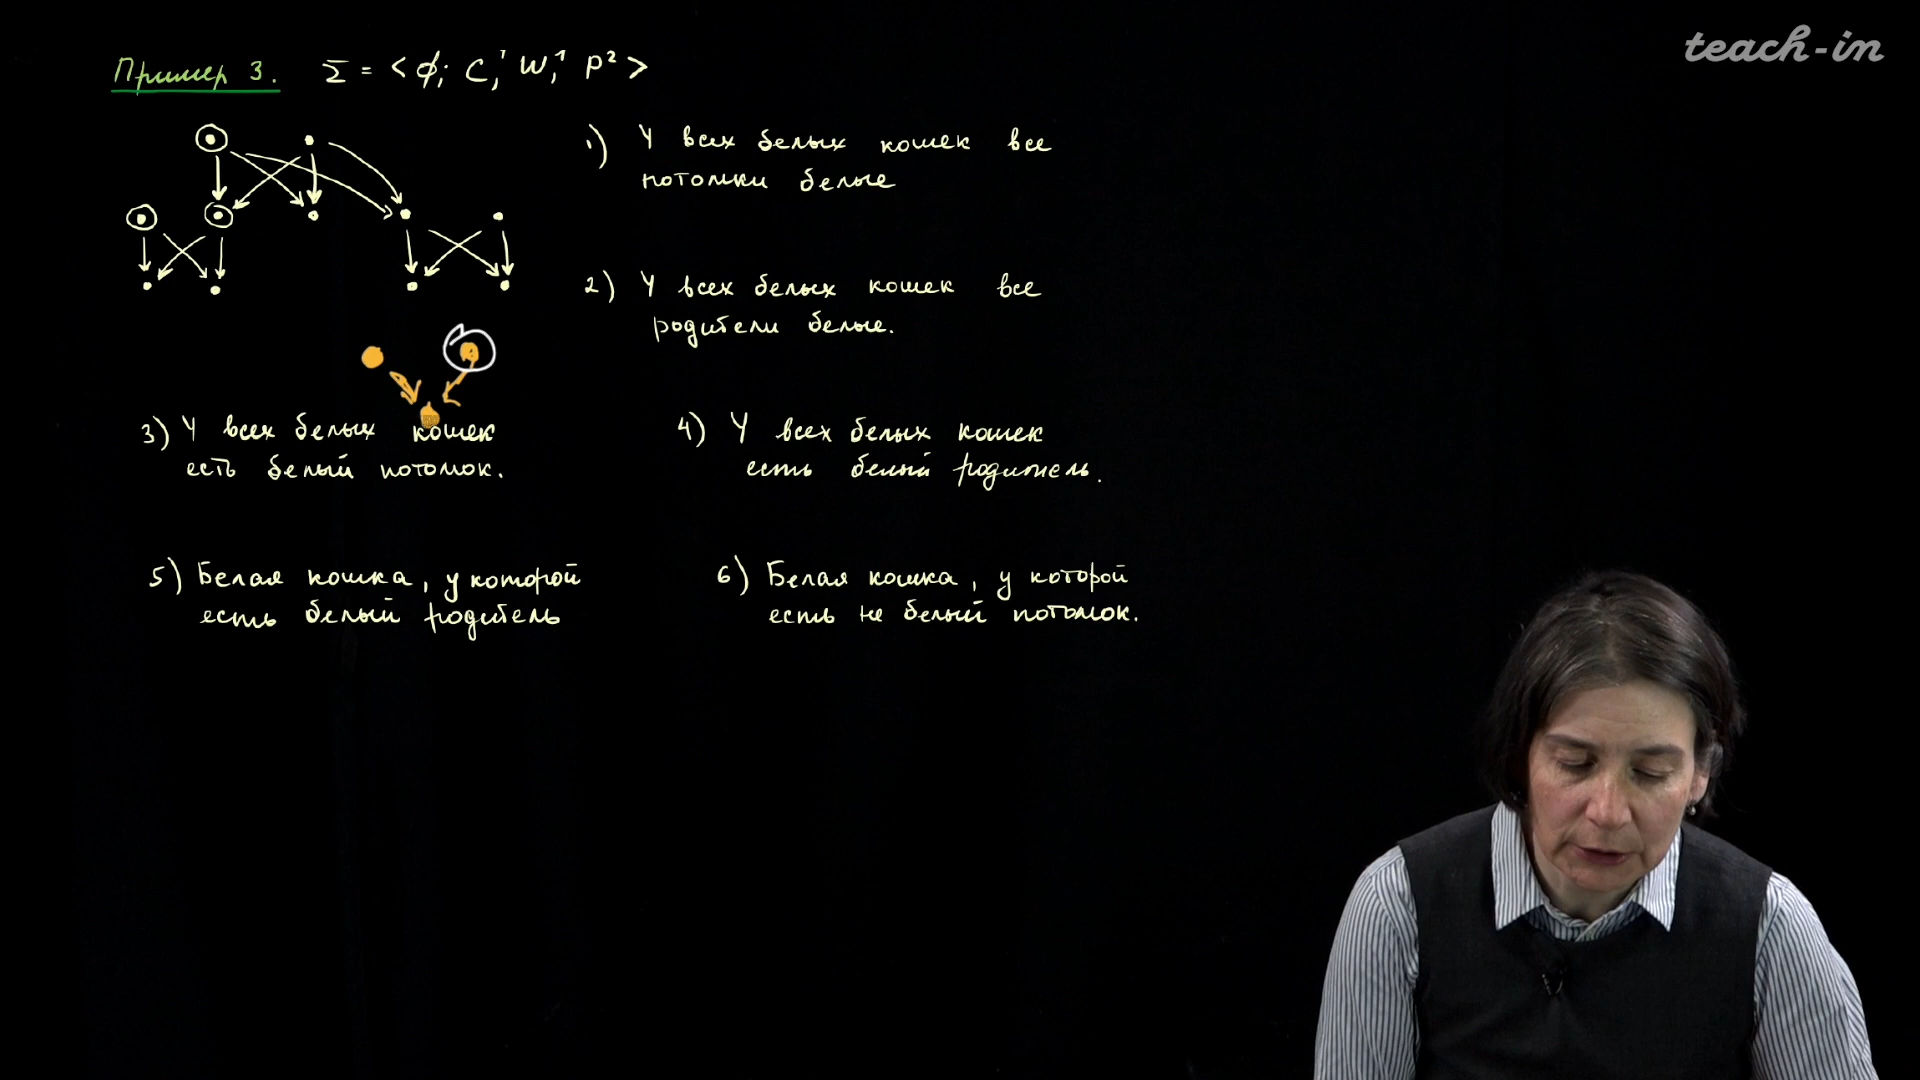 teach-in
Пример 3. Σ = < ϕ; C¹, W¹, P² >
1) У всех белых кошек все
потомки белые
2) У всех белых кошек все
родители белые.
3) У всех белых кошек
есть белый потомок.
4) У всех белых кошек
есть белый родитель.
5) Белая кошка, у которой
есть белый родитель
6) Белая кошка, у которой
есть не белый потомок.